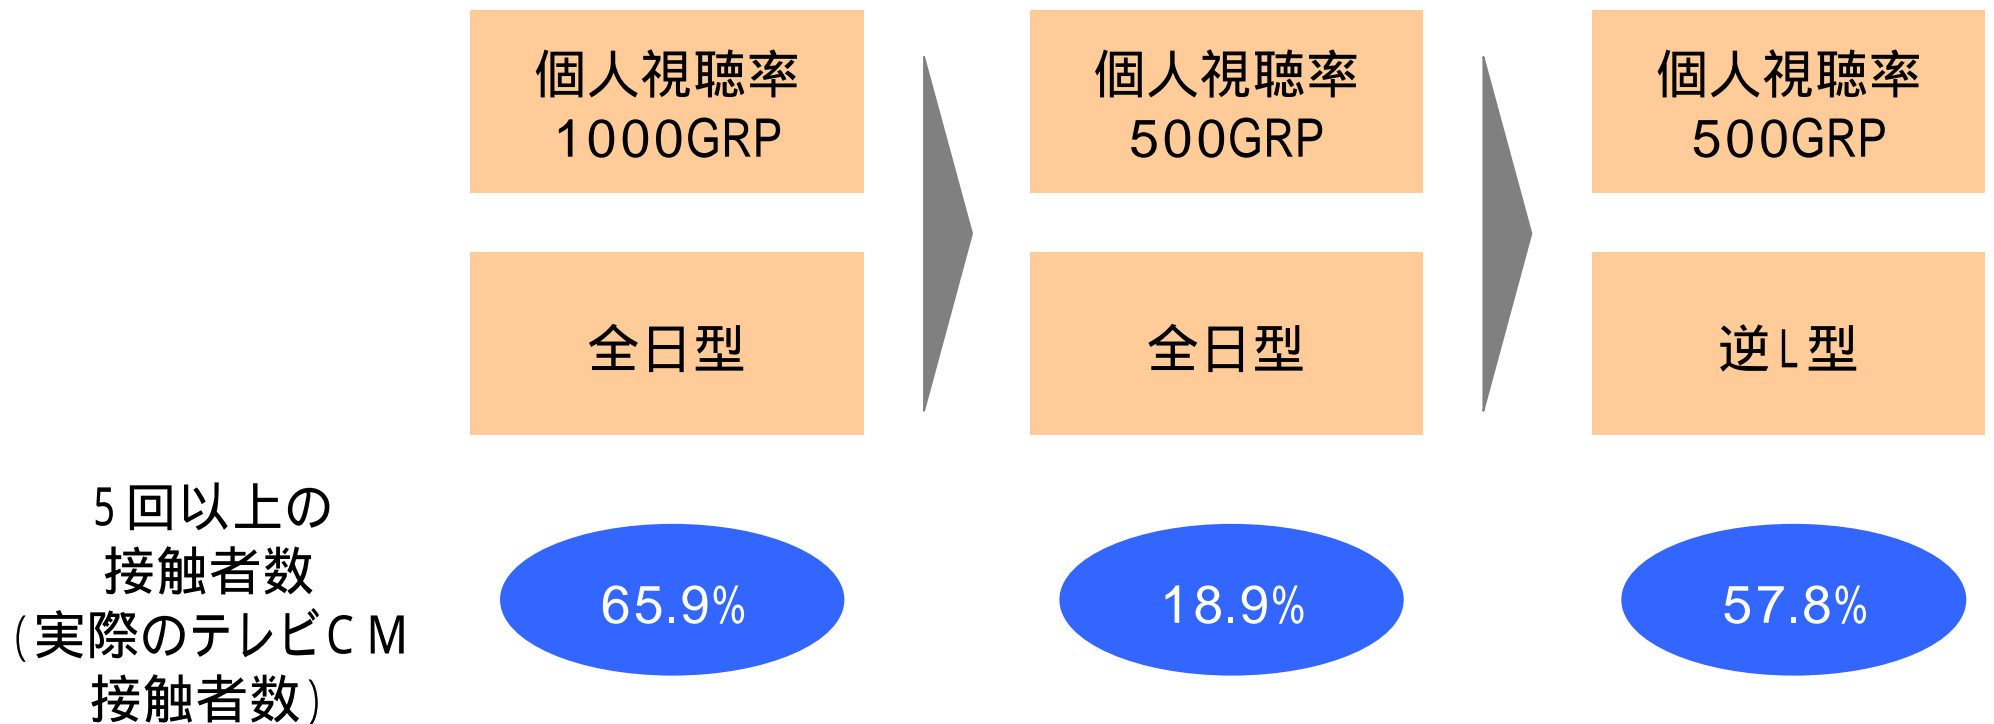 個人視聴率
1000GRP
個人視聴率
500GRP
個人視聴率
500GRP
全日型
全日型
逆L型
5回以上の
接触者数
(実際のテレビCM
接触者数)
65.9%
18.9%
57.8%